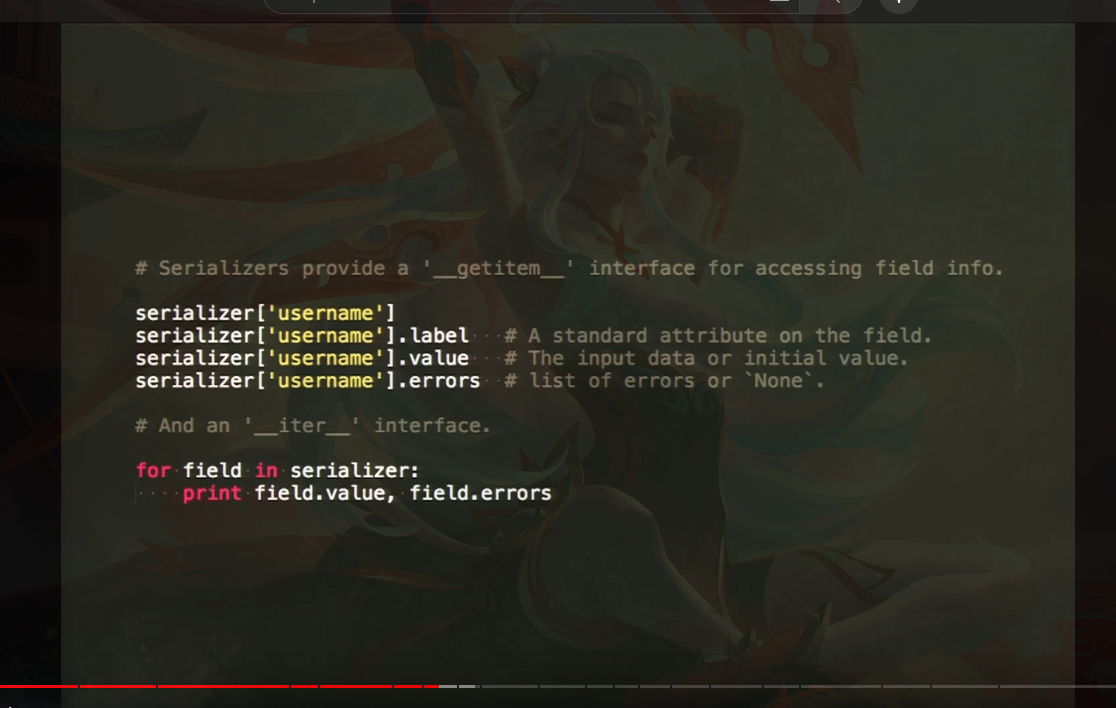 # Serializers provide a '__getitem__' interface for accessing field info.
serializer['username']
serializer['username'].label   # A standard attribute on the field.
serializer['username'].value   # The input data or initial value.
serializer['username'].errors  # list of errors or `None`.
# And an '__iter__' interface.
for field in serializer:
    print field.value, field.errors